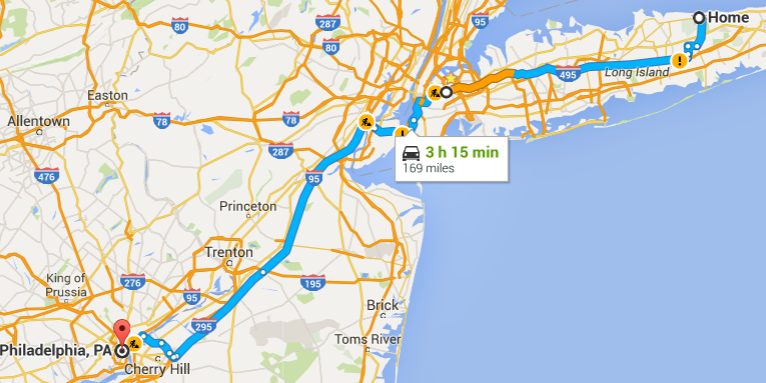 95
Home
80
287
80
495
Long Island
Easton
Allentown
78
78
287
3 h 15 min
169 miles
476
95
Princeton
Trenton
King of
Prussia
276
95
195
295
Brick
Toms River
Philadelphia, PA
Cherry Hill